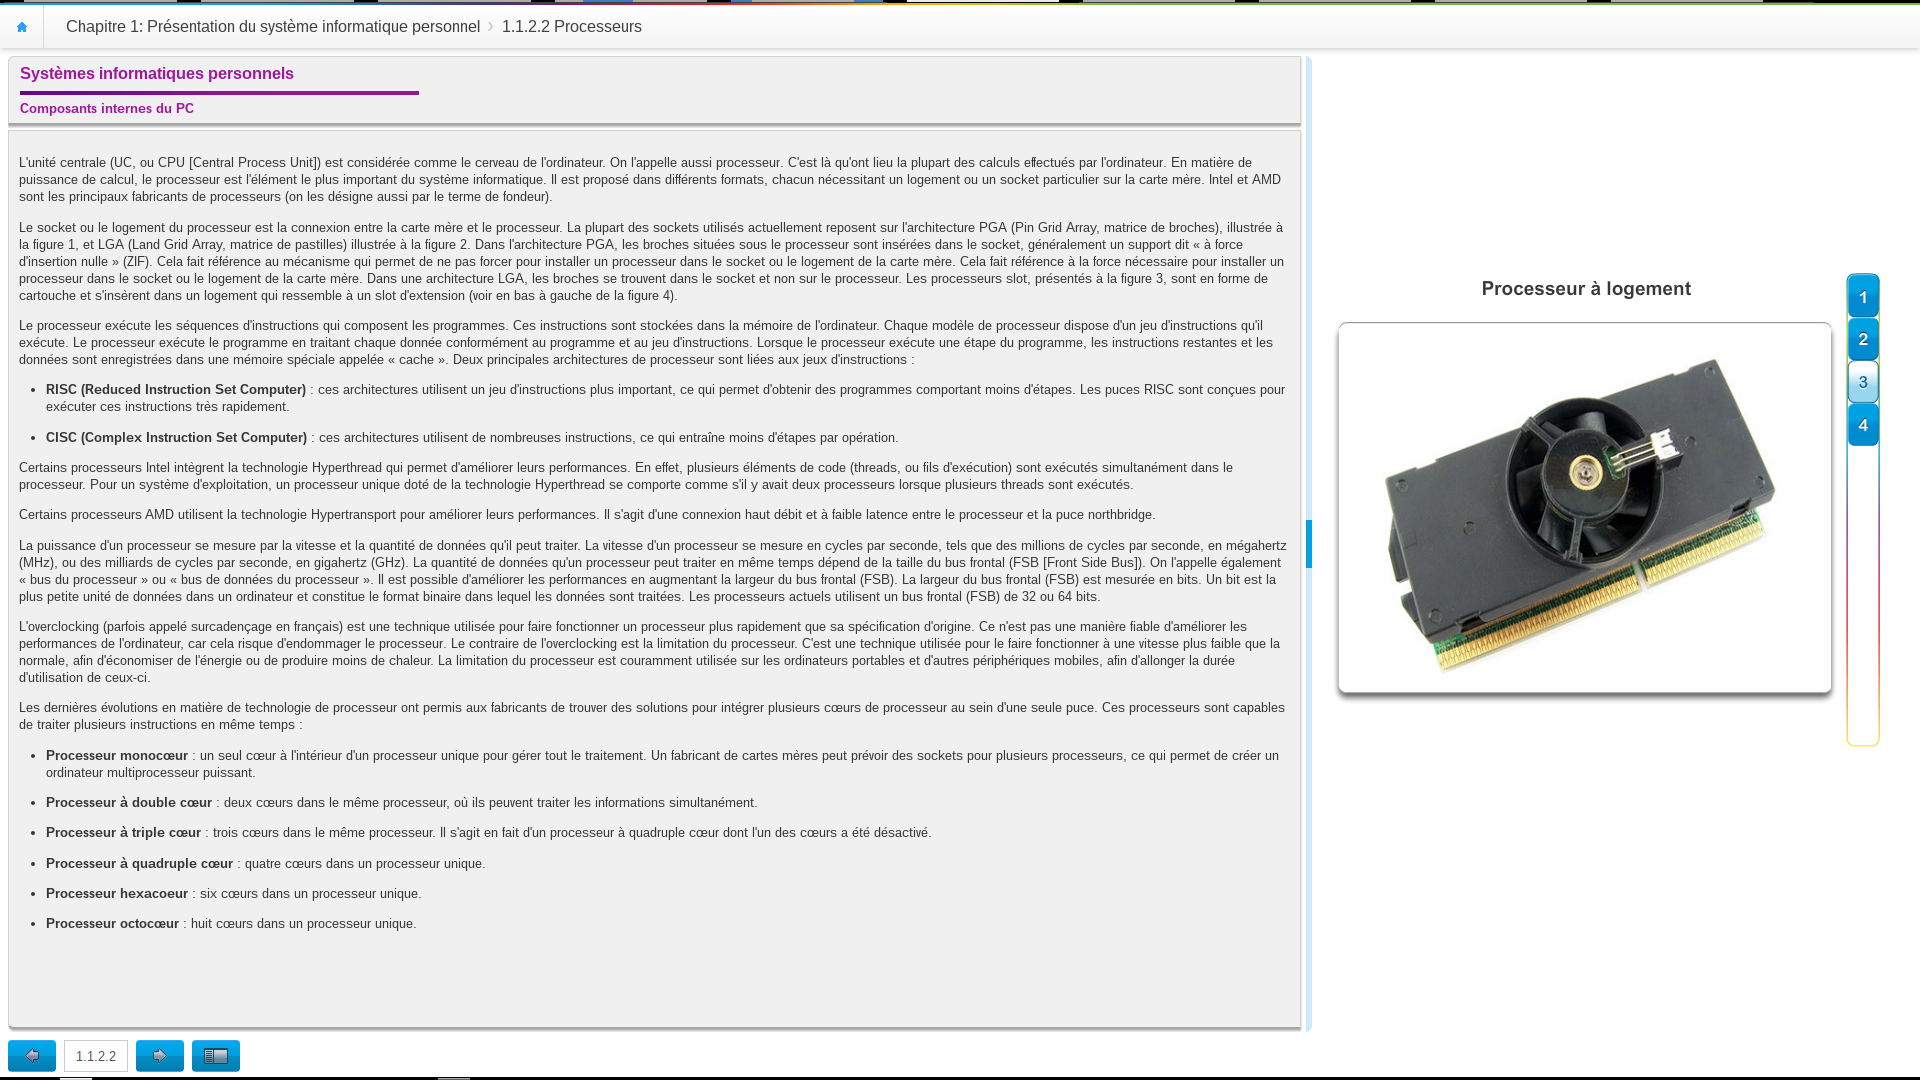 Chapitre 1: Présentation du système informatique personnel › 1.1.2.2 Processeurs
Systèmes informatiques personnels
Composants internes du PC
L'unité centrale (UC, ou CPU [Central Process Unit]) est considérée comme le cerveau de l'ordinateur. On l'appelle aussi processeur. C'est là qu'ont lieu la plupart des calculs effectués par l'ordinateur. En matière de
puissance de calcul, le processeur est l'élément le plus important du système informatique. Il est proposé dans différents formats, chacun nécessitant un logement ou un socket particulier sur la carte mère. Intel et AMD
sont les principaux fabricants de processeurs (on les désigne aussi par le terme de fondeur).
Le socket ou le logement du processeur est la connexion entre la carte mère et le processeur. La plupart des sockets utilisés actuellement reposent sur l'architecture PGA (Pin Grid Array, matrice de broches), illustrée à
la figure 1, et LGA (Land Grid Array, matrice de pastilles) illustrée à la figure 2. Dans l'architecture PGA, les broches situées sous le processeur sont insérées dans le socket, généralement un support dit « à force
d'insertion nulle » (ZIF). Cela fait référence au mécanisme qui permet de ne pas forcer pour installer un processeur dans le socket ou le logement de la carte mère. Cela fait référence à la force nécessaire pour installer un
processeur dans le socket ou le logement de la carte mère. Dans une architecture LGA, les broches se trouvent dans le socket et non sur le processeur. Les processeurs slot, présentés à la figure 3, sont en forme de
cartouche et s'insèrent dans un logement qui ressemble à un slot d'extension (voir en bas à gauche de la figure 4).
Le processeur exécute les séquences d'instructions qui composent les programmes. Ces instructions sont stockées dans la mémoire de l'ordinateur. Chaque modèle de processeur dispose d'un jeu d'instructions qu'il
exécute. Le processeur exécute le programme en traitant chaque donnée conformément au programme et au jeu d'instructions. Lorsque le processeur exécute une étape du programme, les instructions restantes et les
données sont enregistrées dans une mémoire spéciale appelée « cache ». Deux principales architectures de processeur sont liées aux jeux d'instructions :
• RISC (Reduced Instruction Set Computer) : ces architectures utilisent un jeu d'instructions plus important, ce qui permet d'obtenir des programmes comportant moins d'étapes. Les puces RISC sont conçues pour
exécuter ces instructions très rapidement.
• CISC (Complex Instruction Set Computer) : ces architectures utilisent de nombreuses instructions, ce qui entraîne moins d'étapes par opération.
Certains processeurs Intel intègrent la technologie Hyperthread qui permet d'améliorer leurs performances. En effet, plusieurs éléments de code (threads, ou fils d'exécution) sont exécutés simultanément dans le
processeur. Pour un système d'exploitation, un processeur unique doté de la technologie Hyperthread se comporte comme s'il y avait deux processeurs lorsque plusieurs threads sont exécutés.
Certains processeurs AMD utilisent la technologie Hypertransport pour améliorer leurs performances. Il s'agit d'une connexion haut débit et à faible latence entre le processeur et la puce northbridge.
La puissance d'un processeur se mesure par la vitesse et la quantité de données qu'il peut traiter. La vitesse d'un processeur se mesure en cycles par seconde, tels que des millions de cycles par seconde, en mégahertz
(MHz), ou des milliards de cycles par seconde, en gigahertz (GHz). La quantité de données qu'un processeur peut traiter en même temps dépend de la taille du bus frontal (FSB [Front Side Bus]). On l'appelle également
« bus du processeur » ou « bus de données du processeur ». Il est possible d'améliorer les performances en augmentant la largeur du bus frontal (FSB). La largeur du bus frontal (FSB) est mesurée en bits. Un bit est la
plus petite unité de données dans un ordinateur et constitue le format binaire dans lequel les données sont traitées. Les processeurs actuels utilisent un bus frontal (FSB) de 32 ou 64 bits.
L'overclocking (parfois appelé surcadençage en français) est une technique utilisée pour faire fonctionner un processeur plus rapidement que sa spécification d'origine. Ce n'est pas une manière fiable d'améliorer les
performances de l'ordinateur, car cela risque d'endommager le processeur. Le contraire de l'overclocking est la limitation du processeur. C'est une technique utilisée pour le faire fonctionner à une vitesse plus faible que la
normale, afin d'économiser de l'énergie ou de produire moins de chaleur. La limitation du processeur est couramment utilisée sur les ordinateurs portables et d'autres périphériques mobiles, afin d'allonger la durée
d'utilisation de ceux-ci.
Les dernières évolutions en matière de technologie de processeur ont permis aux fabricants de trouver des solutions pour intégrer plusieurs cœurs de processeur au sein d'une seule puce. Ces processeurs sont capables
de traiter plusieurs instructions en même temps :
• Processeur monocœur : un seul cœur à l'intérieur d'un processeur unique pour gérer tout le traitement. Un fabricant de cartes mères peut prévoir des sockets pour plusieurs processeurs, ce qui permet de créer un
ordinateur multiprocesseur puissant.
• Processeur à double cœur : deux cœurs dans le même processeur, où ils peuvent traiter les informations simultanément.
• Processeur à triple cœur : trois cœurs dans le même processeur. Il s'agit en fait d'un processeur à quadruple cœur dont l'un des cœurs a été désactivé.
• Processeur à quadruple cœur : quatre cœurs dans un processeur unique.
• Processeur hexacoeur : six cœurs dans un processeur unique.
• Processeur octocœur : huit cœurs dans un processeur unique.
Processeur à logement
1
2
3
4
1.1.2.2